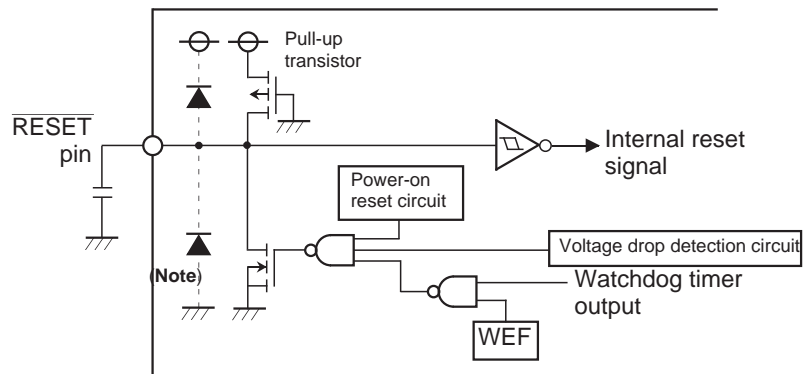 Pull-up
transistor
RESET
pin
Internal reset
signal
Power-on
reset circuit
Voltage drop detection circuit
(Note)
Watchdog timer
output
WEF